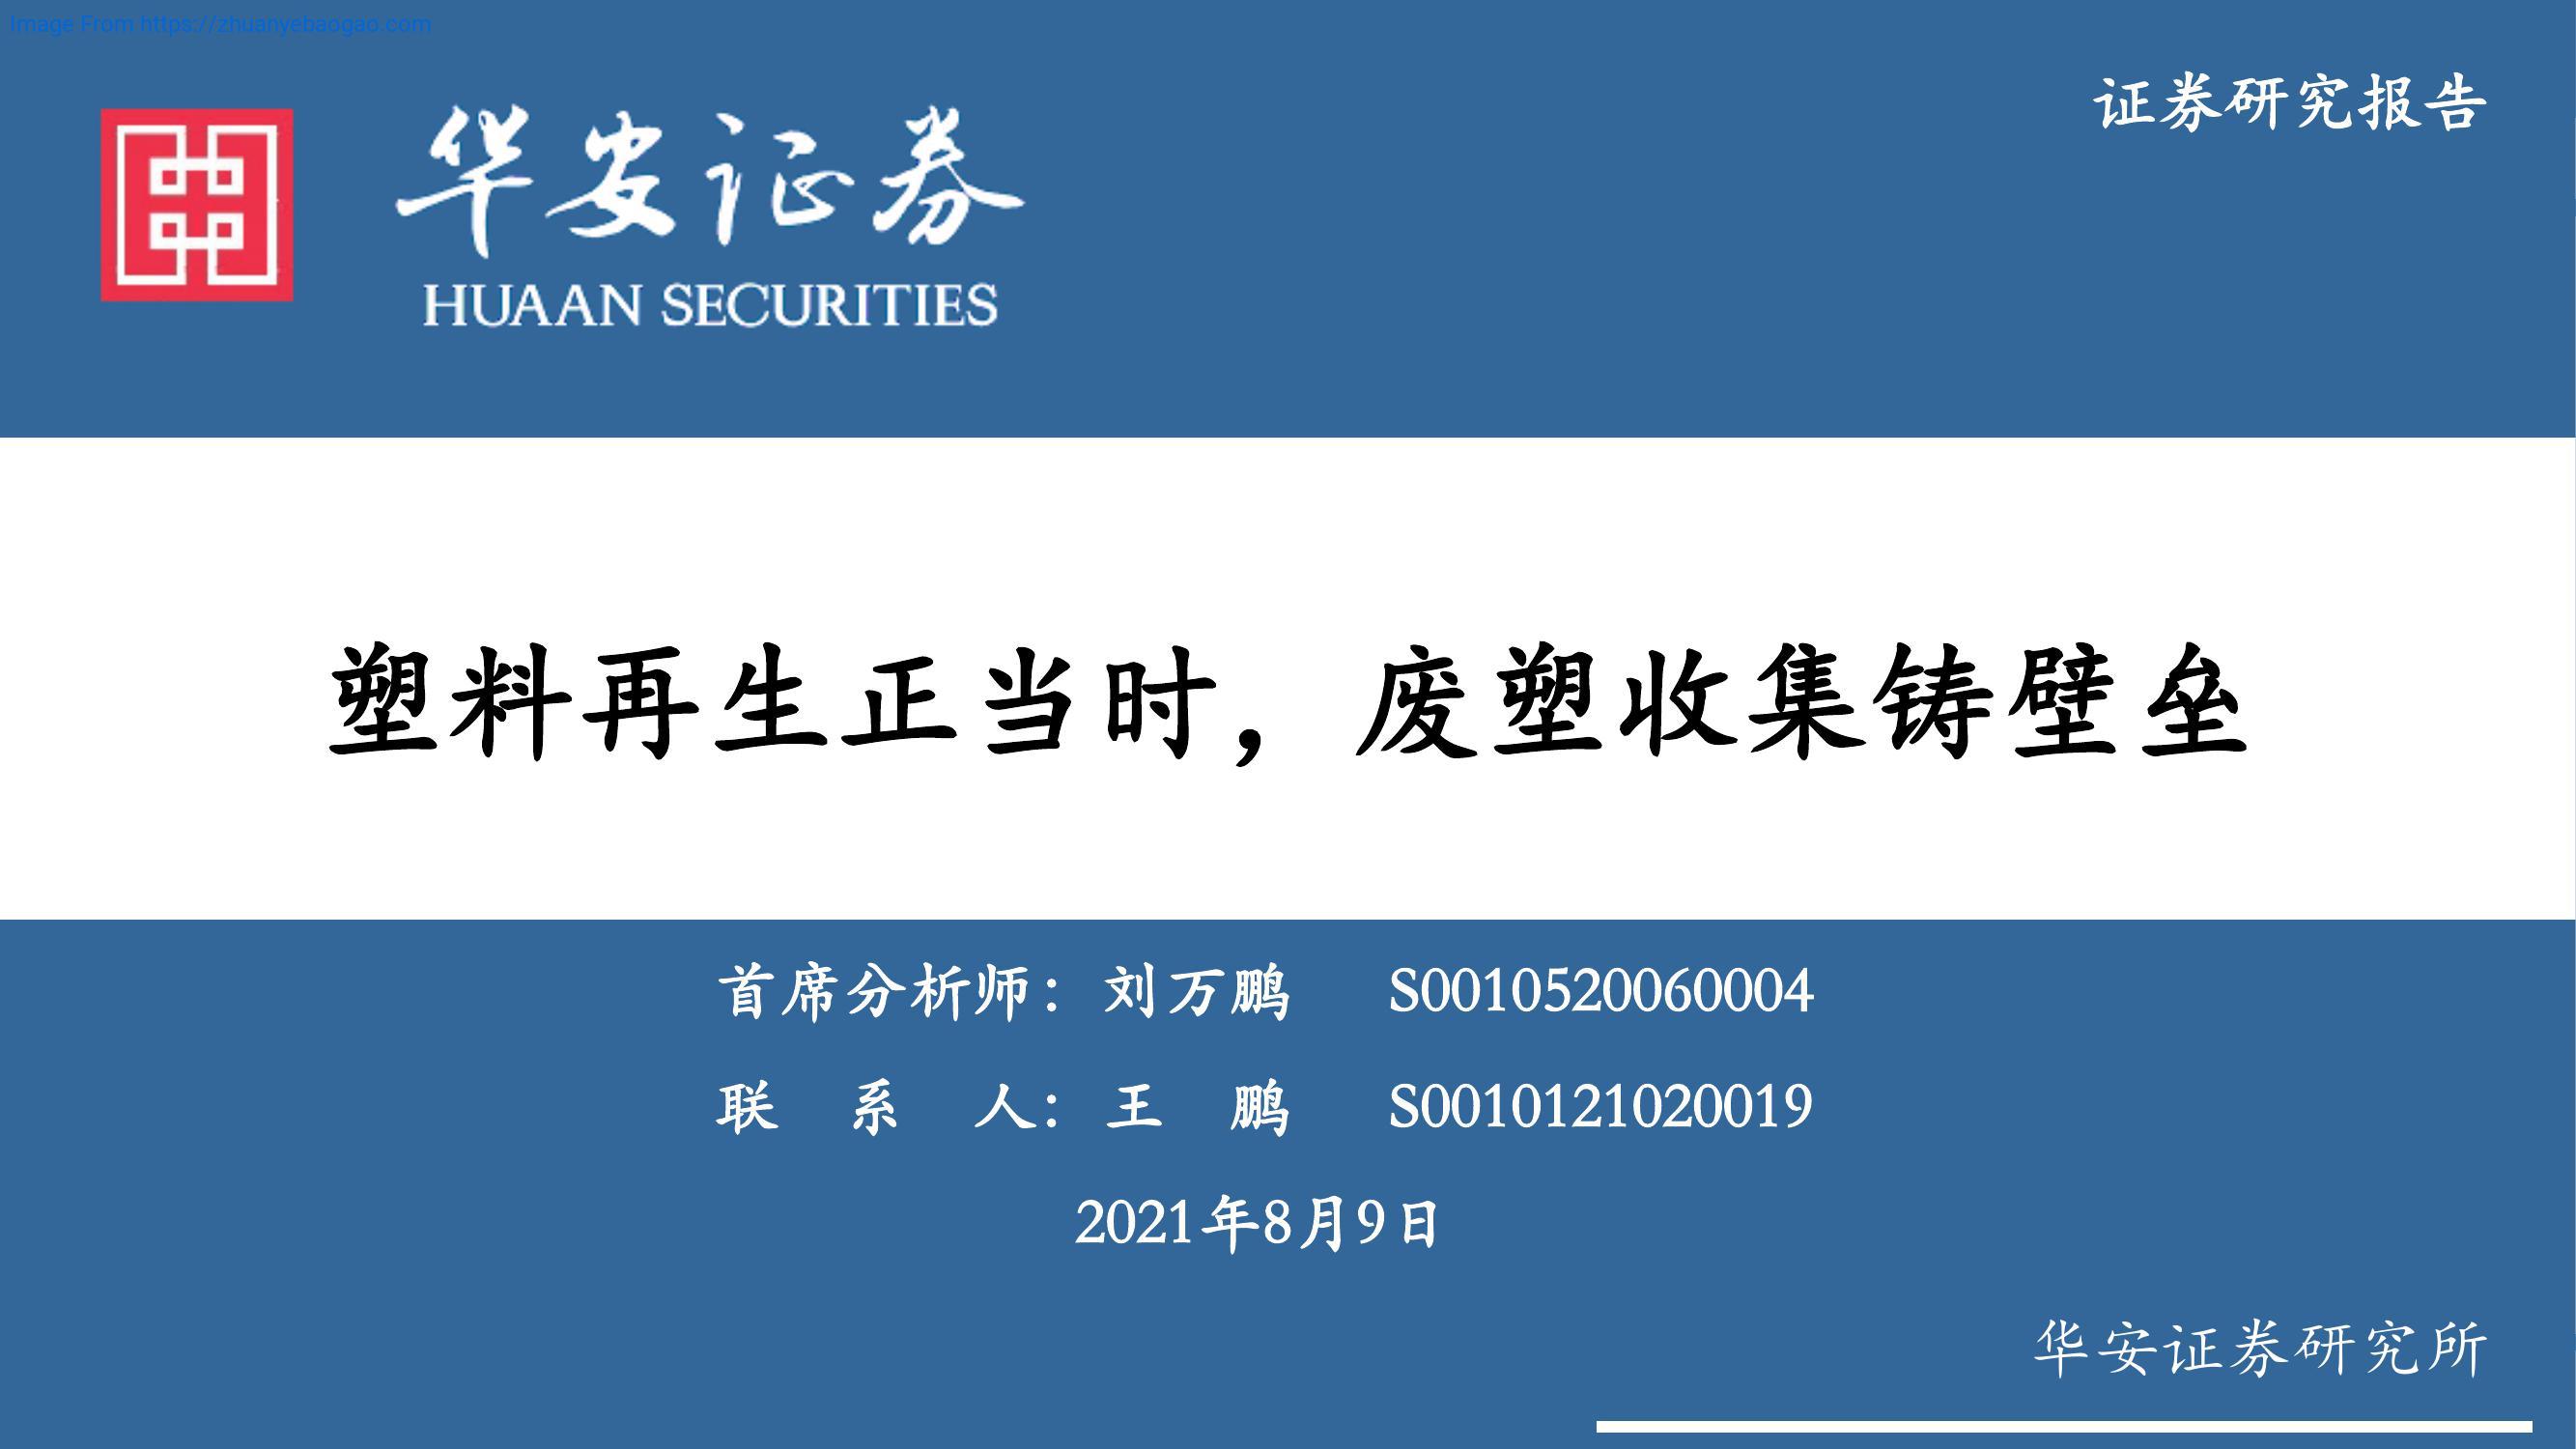 Image From https://zhuanyebaogao.com
证券研究报告
华安证券
HUAAN SECURITIES
塑料再生正当时，废塑收集铸壁垒
首席分析师：刘万鹏 S0010520060004
联 系 人：王 鹏 S0010121020019
2021年8月9日
华安证券研究所